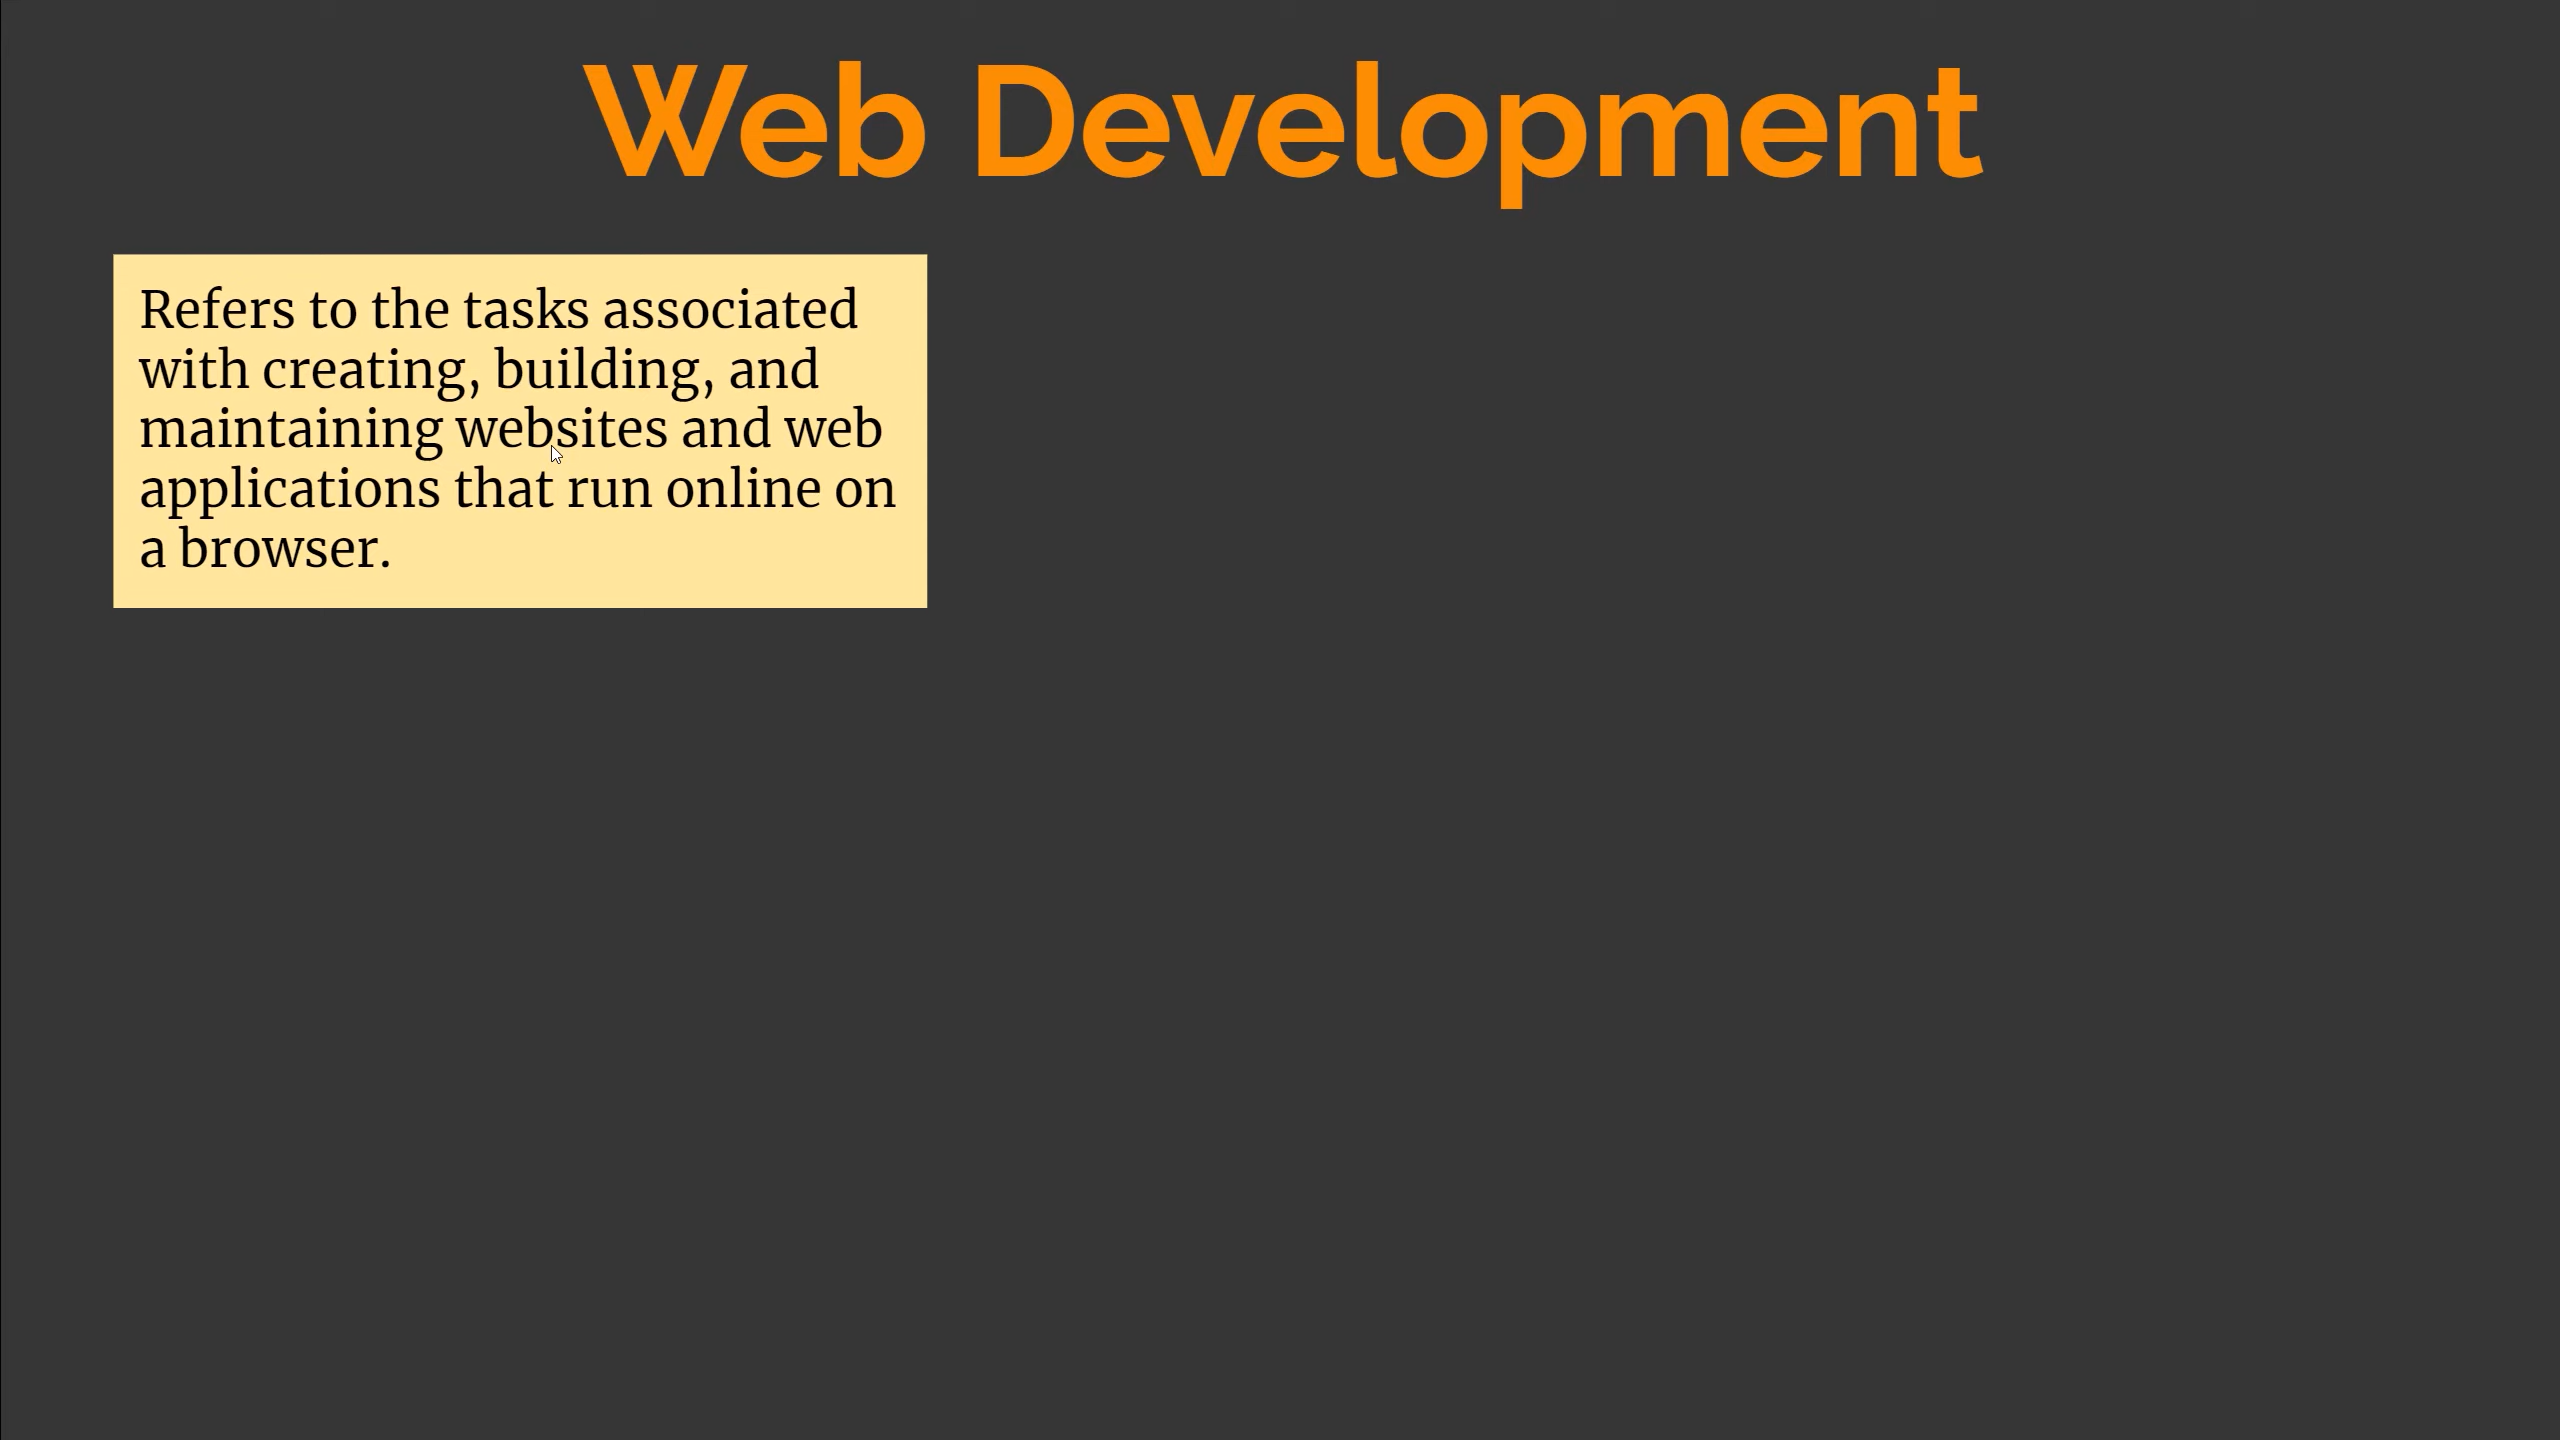 Web Development
Refers to the tasks associated
with creating, building, and
maintaining websites and web
applications that run online on
a browser.